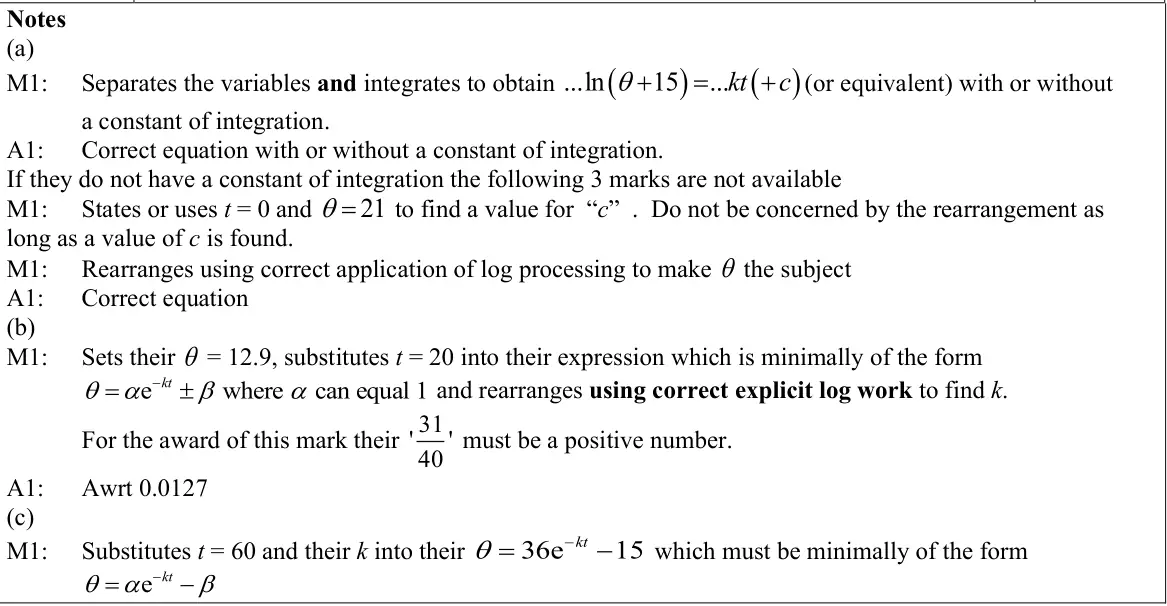 Notes
(a)
M1: Separates the variables and integrates to obtain ...ln(θ+15)=...kt(+c)(or equivalent) with or without
a constant of integration.
A1: Correct equation with or without a constant of integration.
If they do not have a constant of integration the following 3 marks are not available
M1: States or uses t = 0 and θ=21 to find a value for “c” . Do not be concerned by the rearrangement as
long as a value of c is found.
M1: Rearranges using correct application of log processing to make θ the subject
A1: Correct equation
(b)
M1: Sets their θ = 12.9, substitutes t = 20 into their expression which is minimally of the form
θ=αe^{−kt} ± β where α can equal 1 and rearranges using correct explicit log work to find k.
For the award of this mark their '31/40' must be a positive number.
A1: Awrt 0.0127
(c)
M1: Substitutes t = 60 and their k into their θ = 36e^{−kt} −15 which must be minimally of the form
θ=αe^{−kt} − β